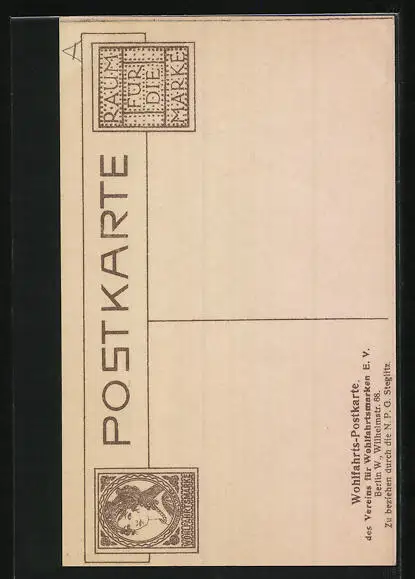 A
RAUM
FÜR
DIE
MARKE
POSTKARTE
WOHLFAHRTSMARKE
Wohlfahrts-Postkarte,
des Vereins für Wohlfahrtsmarken E. V.
Berlin W., Wilhelmstr. 68.
Zu beziehen durch die N. P. G. Steglitz